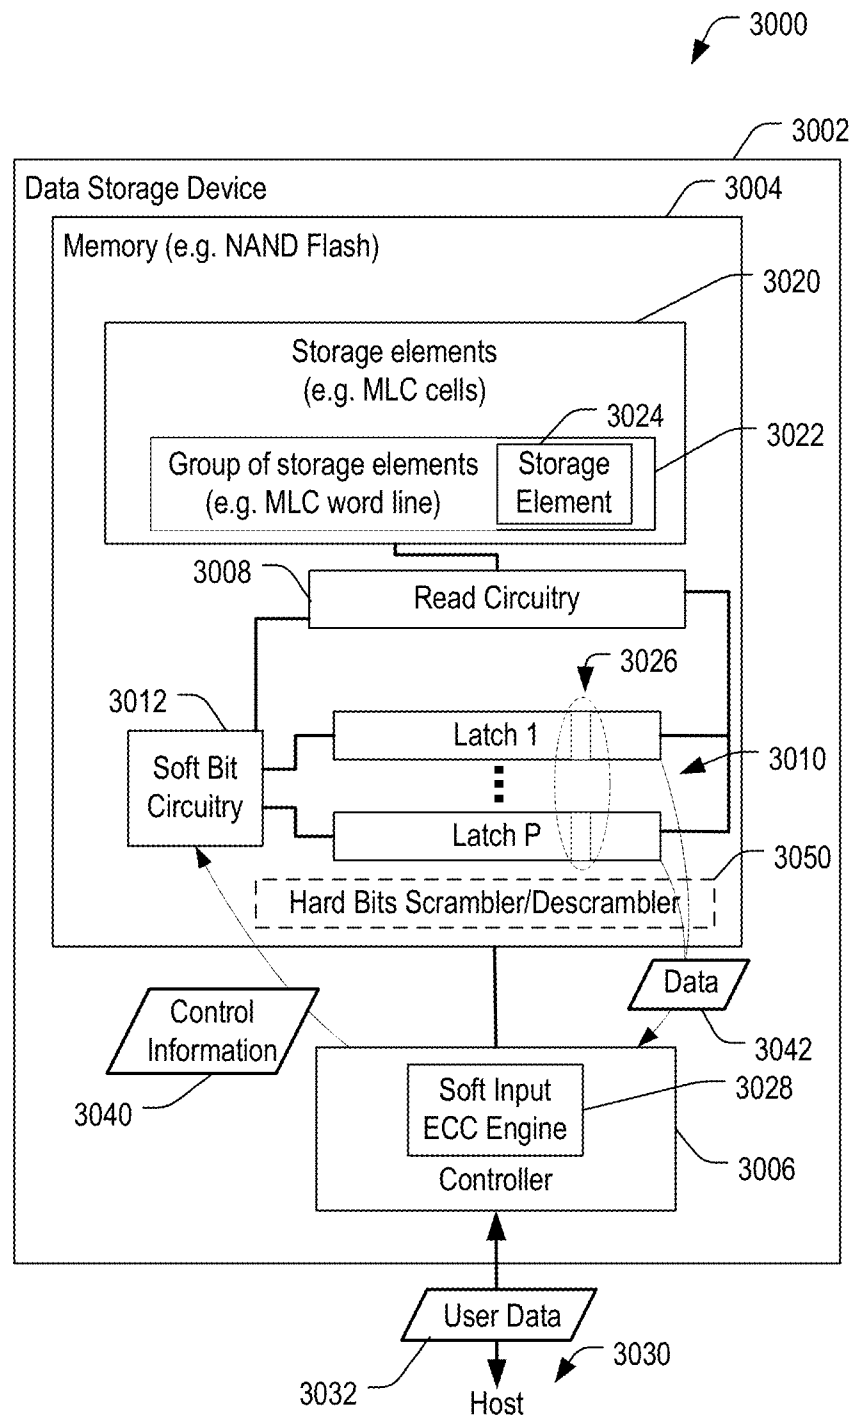 3000
3002
Data Storage Device
3004
Memory (e.g. NAND Flash)
3020
Storage elements
(e.g. MLC cells)
3024
3022
Group of storage elements
(e.g. MLC word line)
Storage
Element
3008
Read Circuitry
3026
3012
Latch 1
3010
Soft Bit
Circuitry
Latch P
3050
Hard Bits Scrambler/Descrambler
Data
3042
Control
Information
3040
Soft Input
ECC Engine
3028
Controller
3006
User Data
3032
3030
Host